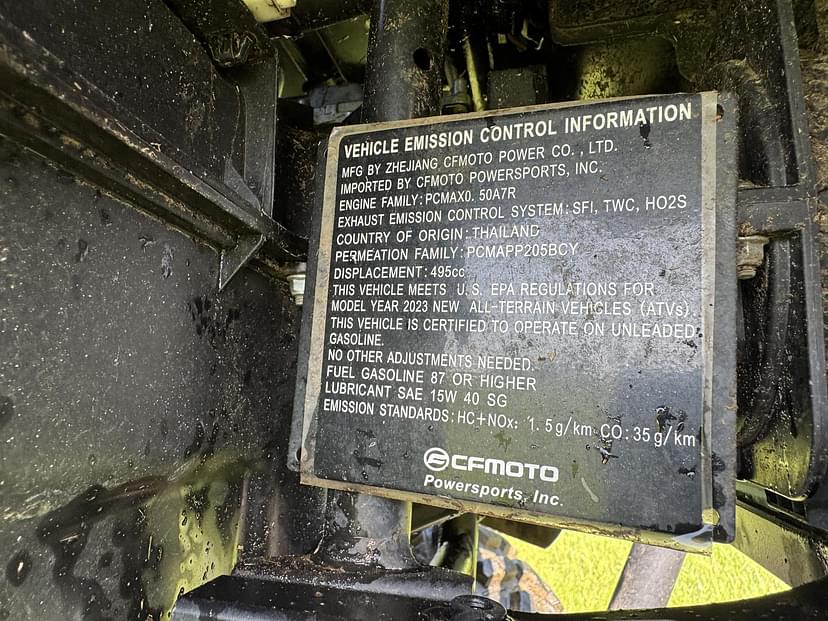 VEHICLE EMISSION CONTROL INFORMATION
MFG BY ZHEJIANG CFMOTO POWER CO., LTD.
IMPORTED BY CFMOTO POWERSPORTS, INC.
ENGINE FAMILY: PCMAX0. 50A7R
EXHAUST EMISSION CONTROL SYSTEM: SFI, TWC, HO2S
COUNTRY OF ORIGIN: THAILAND
PERMEATION FAMILY: PCMAPP205BCY
DISPLACEMENT: 495cc
THIS VEHICLE MEETS U.S. EPA REGULATIONS FOR
MODEL YEAR 2023 NEW ALL-TERRAIN VEHICLES (ATVs).
THIS VEHICLE IS CERTIFIED TO OPERATE ON UNLEADED
GASOLINE.
NO OTHER ADJUSTMENTS NEEDED.
FUEL GASOLINE 87 OR HIGHER
LUBRICANT SAE 15W 40 SG
EMISSION STANDARDS: HC+NOx: 1.5g/km CO: 35g/km
CFMOTO
Powersports, Inc.